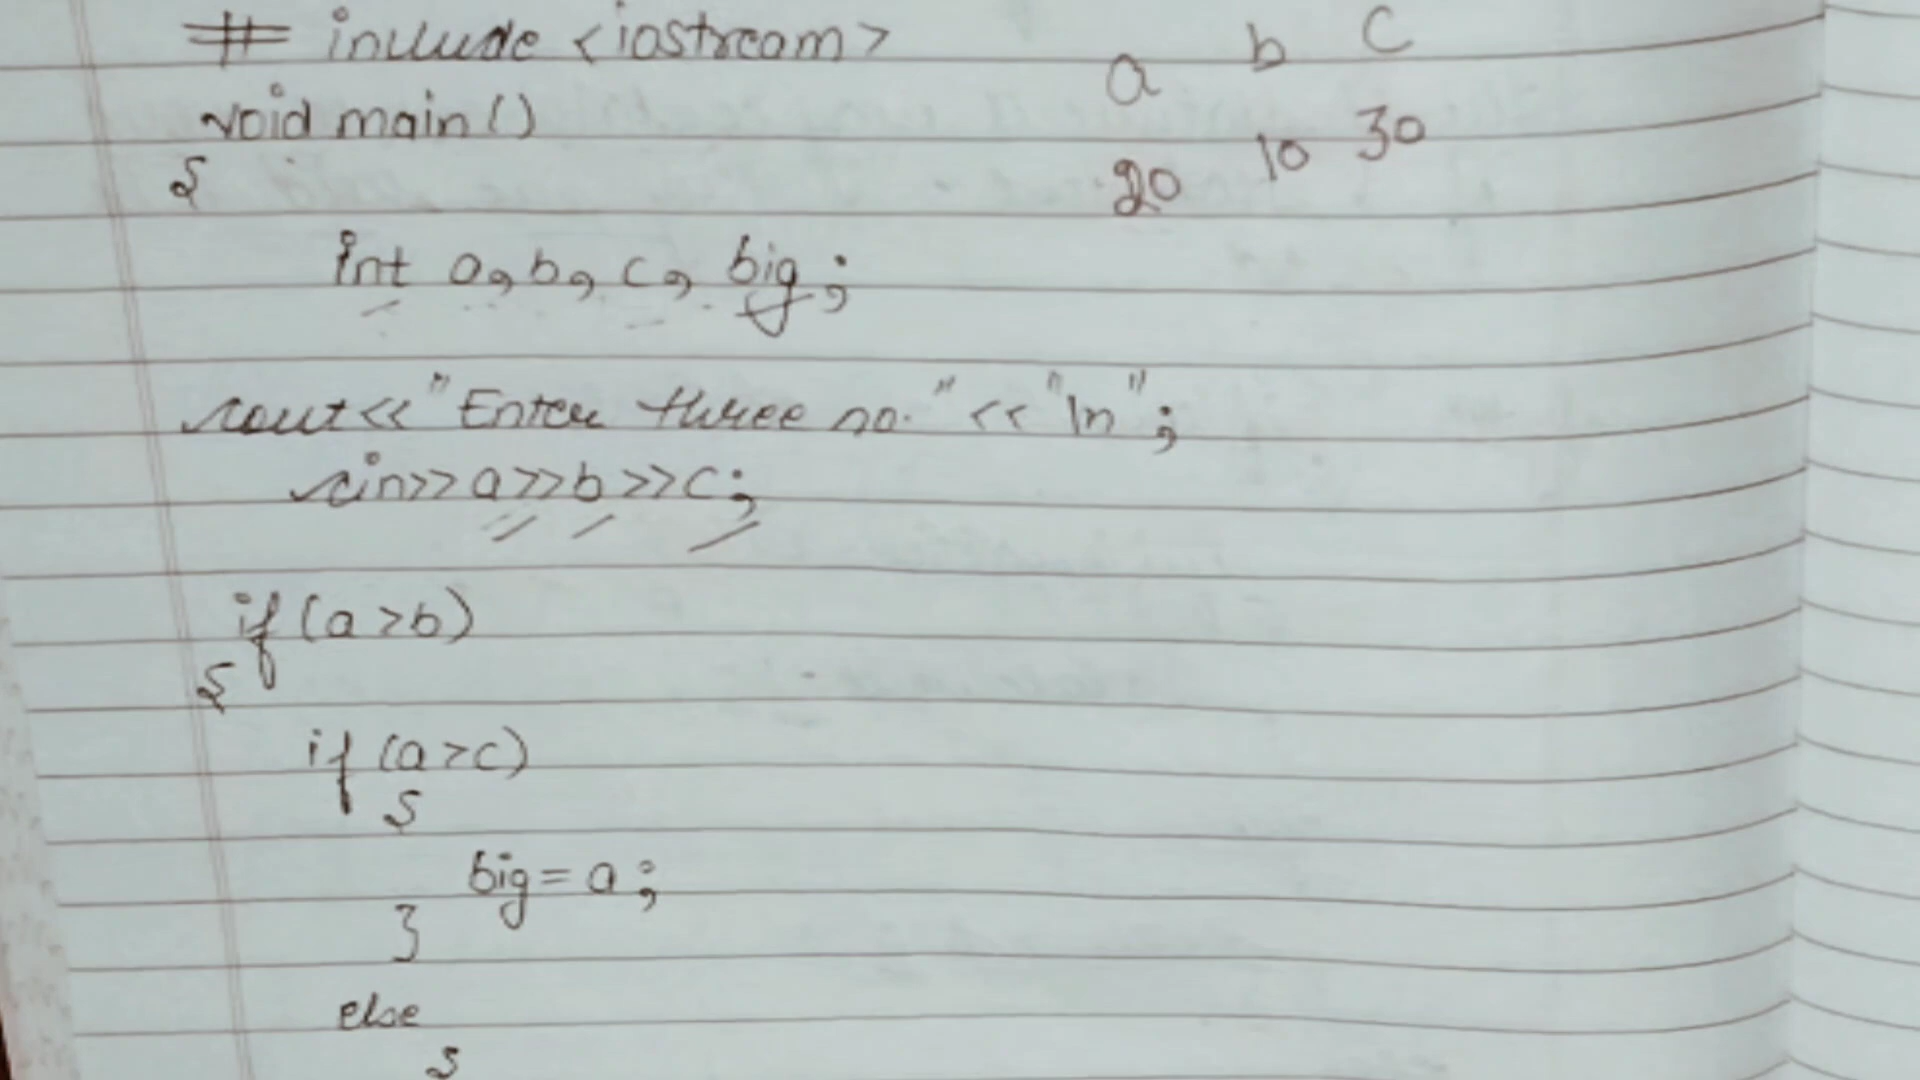 # include <iostream>
a b c
void main()
20 10 30
{
int a, b, c, big;
cout<< "Enter three no." << "\n";
cin>>a>>b>>c;
if (a>b)
{
if (a>c)
{
big = a;
}
else
{